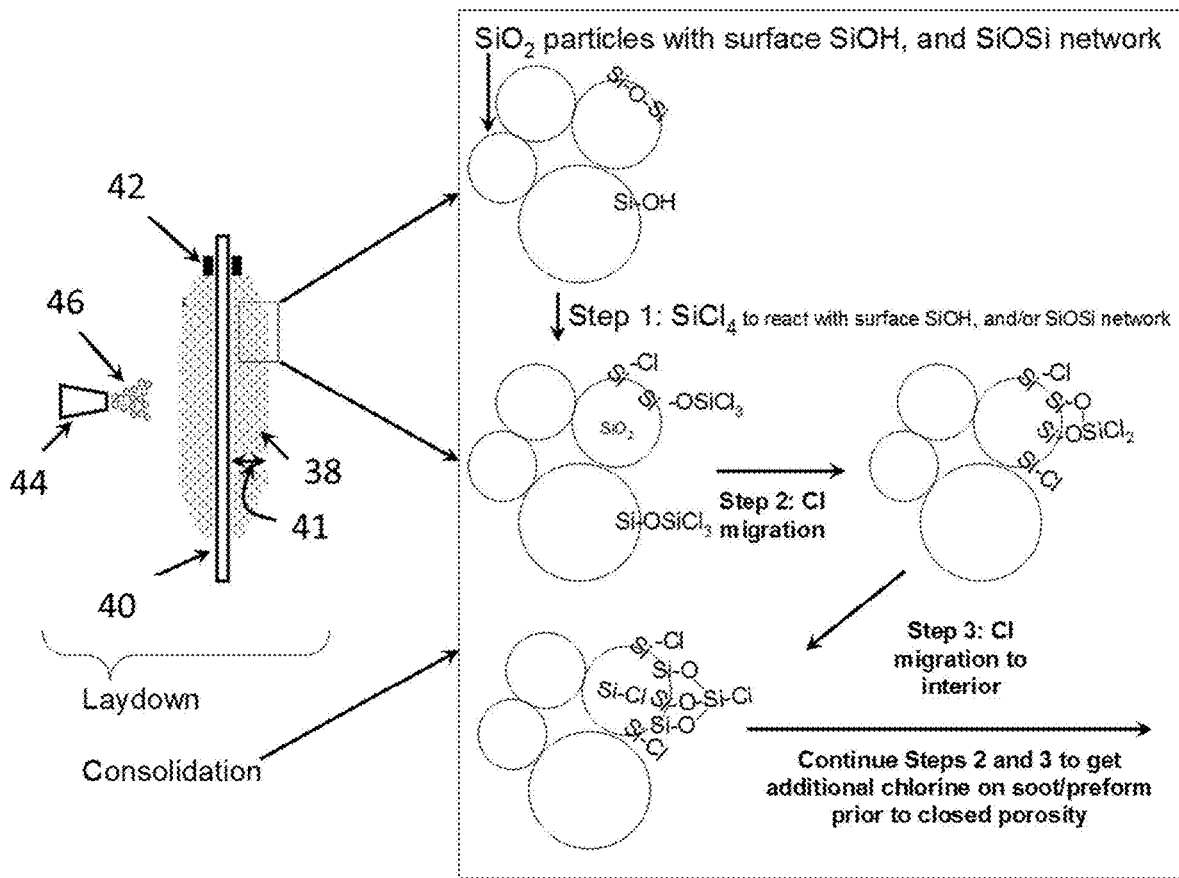 SiO2 particles with surface SiOH, and SiOSi network
Si-O-Si
Si-OH
42
46
44
38
41
40
Laydown
Consolidation
Step 1: SiCl4 to react with surface SiOH, and/or SiOSi network
Si-Cl
Si-OSiCl3
SiO2
Si-OSiCl3
Step 2: Cl
migration
Si-Cl
Si-O
Si-OSiCl2
Si-Cl
Step 3: Cl
migration to
interior
Si-Cl
Si-O
Si-Cl
Si-O-Si-Cl
Si-O
Si-Cl
Continue Steps 2 and 3 to get
additional chlorine on soot/preform
prior to closed porosity